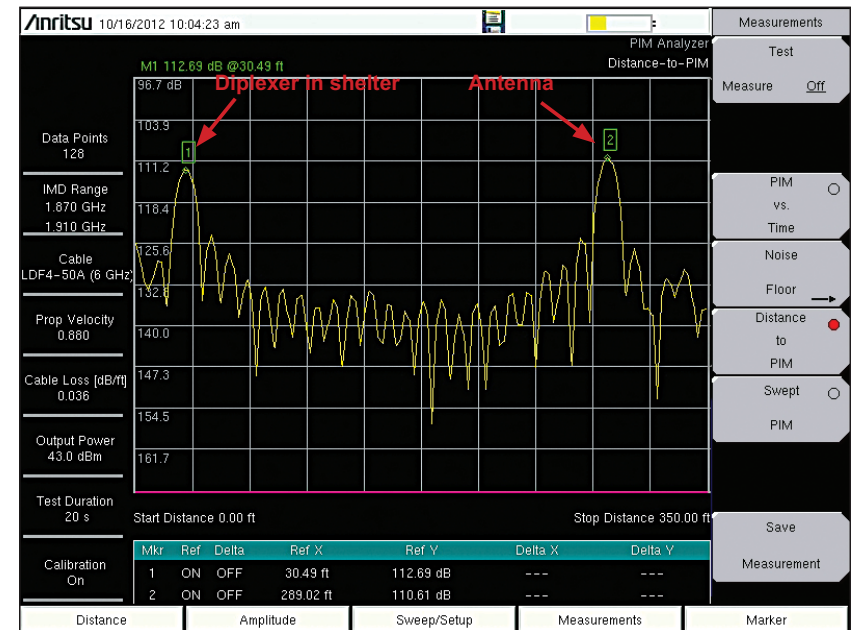 Anritsu 10/16/2012 10:04:23 am
M1 112.69 dB @30.49 ft
PIM Analyzer
Distance-to-PIM
Diplexer in shelter
Antenna
96.7 dB
103.9
111.2
118.4
125.6
132.8
140.0
147.3
154.5
161.7
1
2
Data Points
128
IMD Range
1.870 GHz
1.910 GHz
Cable
LDF4-50A (6 GHz)
Prop Velocity
0.880
Cable Loss [dB/ft]
0.036
Output Power
43.0 dBm
Test Duration
20 s
Calibration
On
Start Distance 0.00 ft
Stop Distance 350.00 ft
Mkr Ref Delta Ref X Ref Y Delta X Delta Y
1 ON OFF 30.49 ft 112.69 dB --- ---
2 ON OFF 289.02 ft 110.61 dB --- ---
Measurements
Test
Measure Off
PIM
vs.
Time
Noise
Floor
Distance
to
PIM
Swept
PIM
Save
Measurement
Distance Amplitude Sweep/Setup Measurements Marker